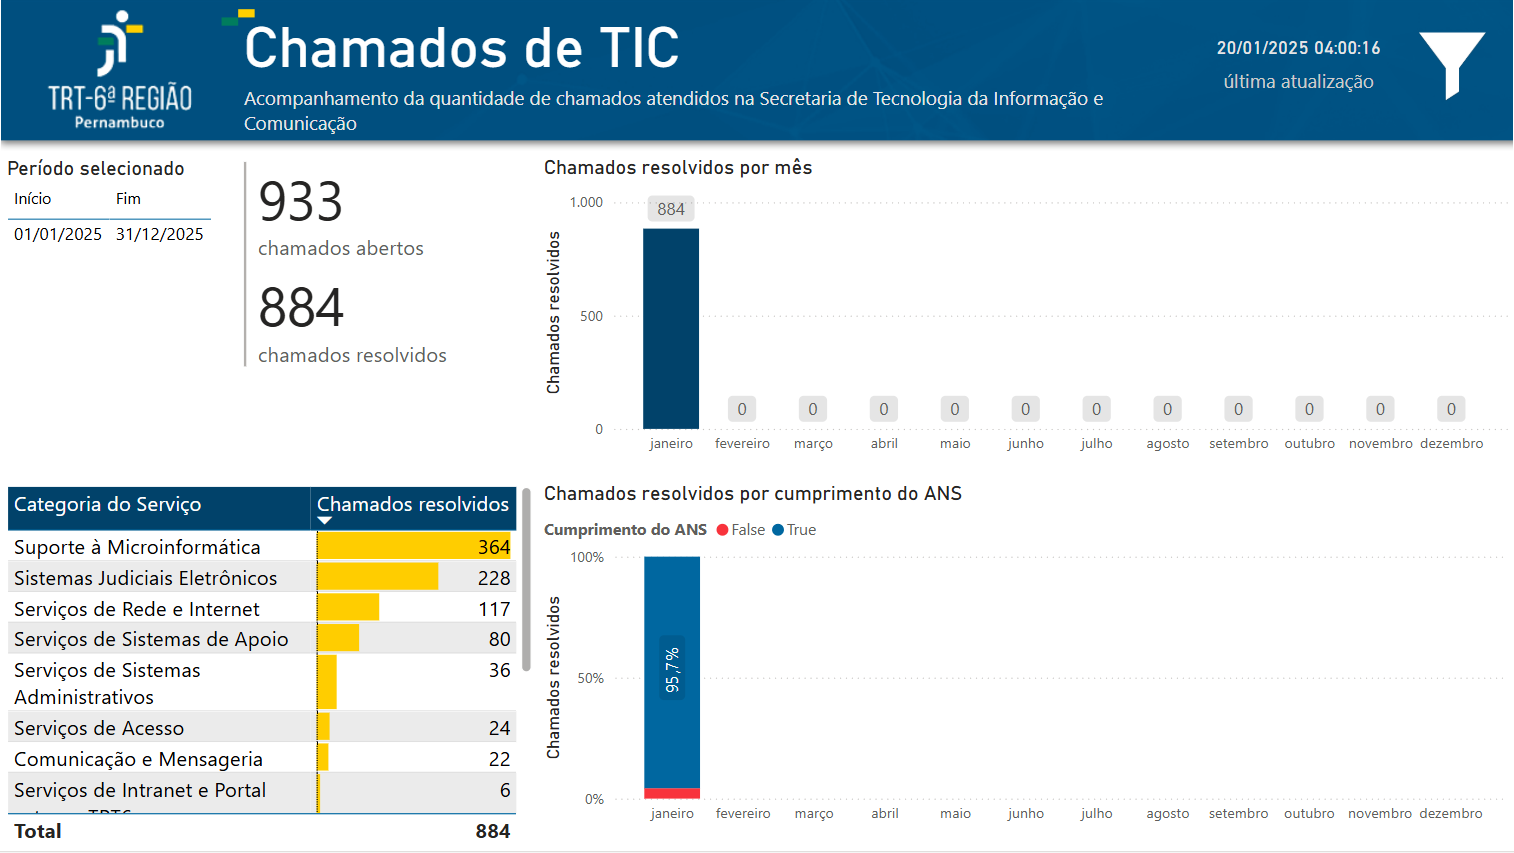 TRT-6ª REGIÃO
Pernambuco
Chamados de TIC
Acompanhamento da quantidade de chamados atendidos na Secretaria de Tecnologia da Informação e
Comunicação
20/01/2025 04:00:16
última atualização
Período selecionado
Início Fim
01/01/2025 31/12/2025
933
chamados abertos
884
chamados resolvidos
Chamados resolvidos por mês
Chamados resolvidos
1.000
500
0
884
0 0 0 0 0 0 0 0 0 0 0
janeiro fevereiro março abril maio junho julho agosto setembro outubro novembro dezembro
Categoria do Serviço Chamados resolvidos
Suporte à Microinformática 364
Sistemas Judiciais Eletrônicos 228
Serviços de Rede e Internet 117
Serviços de Sistemas de Apoio 80
Serviços de Sistemas 36
Administrativos
Serviços de Acesso 24
Comunicação e Mensageria 22
Serviços de Intranet e Portal 6
Total 884
Chamados resolvidos por cumprimento do ANS
Cumprimento do ANS False True
Chamados resolvidos
100%
50%
0%
95,7%
janeiro fevereiro março abril maio junho julho agosto setembro outubro novembro dezembro